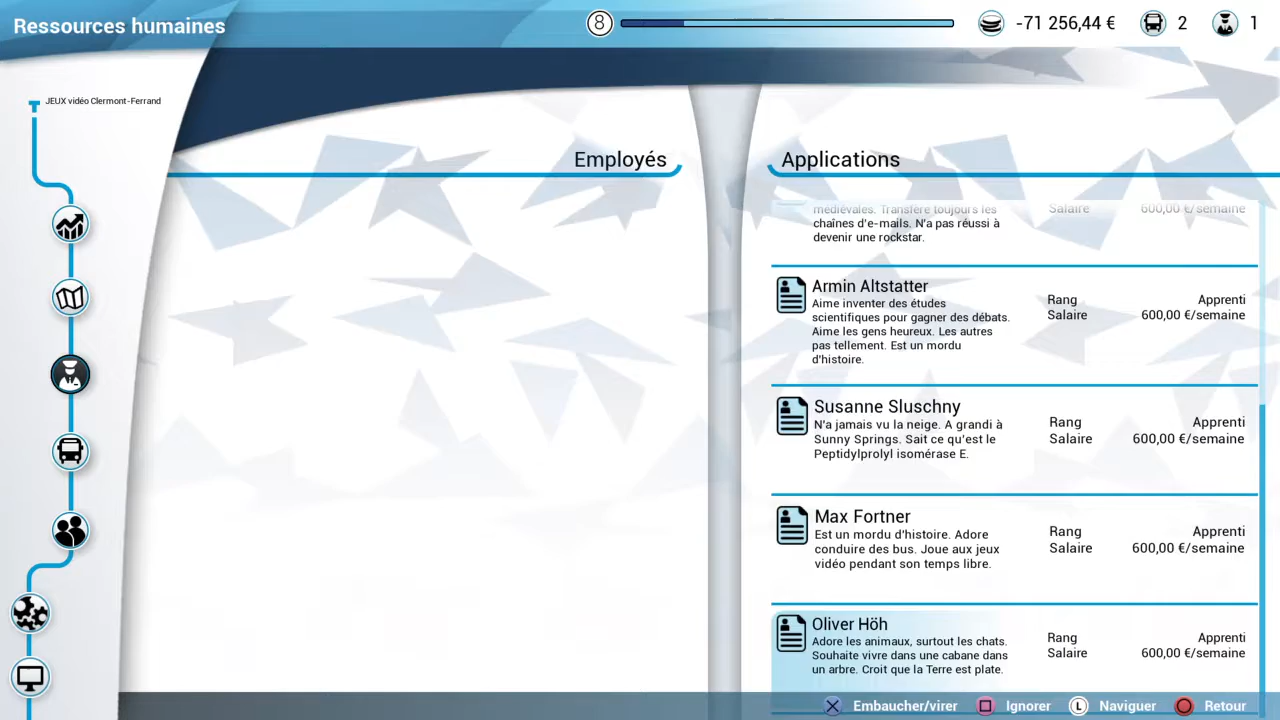 Ressources humaines
8
-71 256,44 €
2
1
JEUX vidéo Clermont-Ferrand
Employés
Applications
médiévales. Transfère toujours les
chaînes d'e-mails. N'a pas réussi à
devenir une rockstar.
Salaire 600,00 €/semaine
Armin Altstatter
Aime inventer des études
scientifiques pour gagner des débats.
Aime les gens heureux. Les autres
pas tellement. Est un mordu
d'histoire.
Rang Apprenti
Salaire 600,00 €/semaine
Susanne Sluschny
N'a jamais vu la neige. A grandi à
Sunny Springs. Sait ce qu'est le
Peptidylprolyl isomérase E.
Rang Apprenti
Salaire 600,00 €/semaine
Max Fortner
Est un mordu d'histoire. Adore
conduire des bus. Joue aux jeux
vidéo pendant son temps libre.
Rang Apprenti
Salaire 600,00 €/semaine
Oliver Höh
Adore les animaux, surtout les chats.
Souhaite vivre dans une cabane dans
un arbre. Croit que la Terre est plate.
Rang Apprenti
Salaire 600,00 €/semaine
Embaucher/virer Ignorer L Naviguer Retour